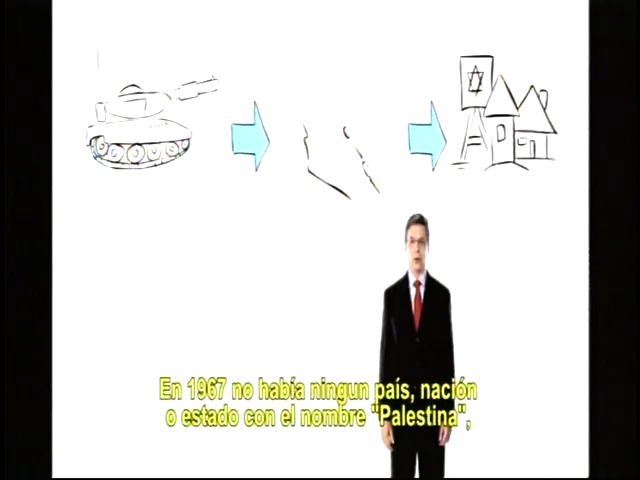 En 1967 no había ningun país, nación
o estado con el nombre "Palestina",